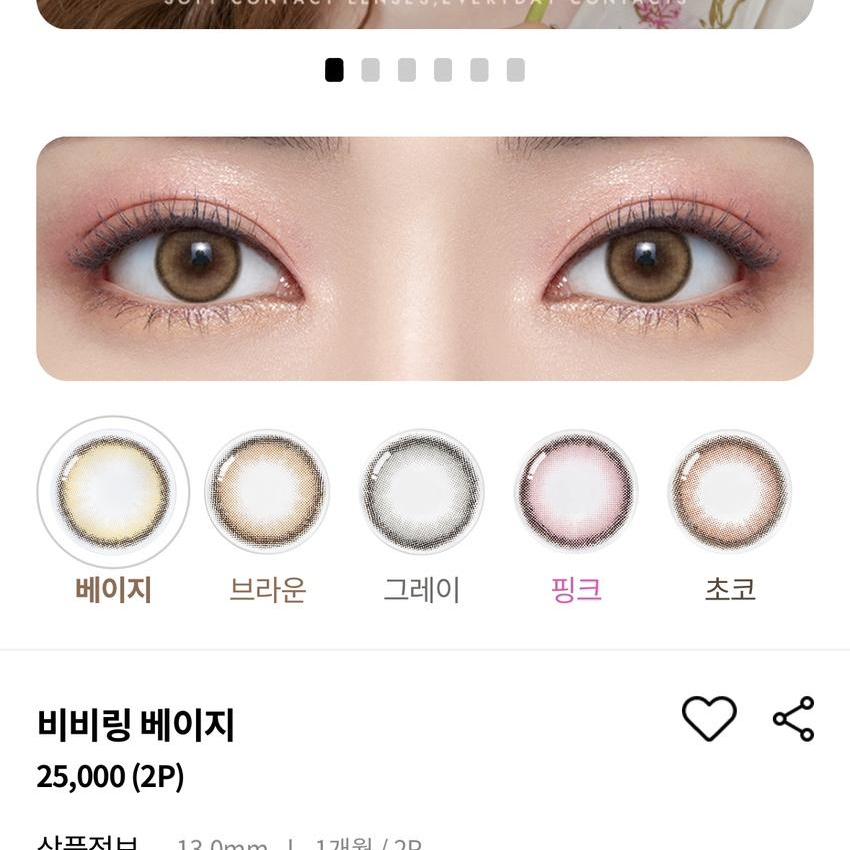 SOFT CONTACT LENSES,EVERYDAY CONTACTS
베이지
브라운
그레이
핑크
초코
비비링 베이지
25,000 (2P)
상품정보 13.0mm | 1개월 / 2P